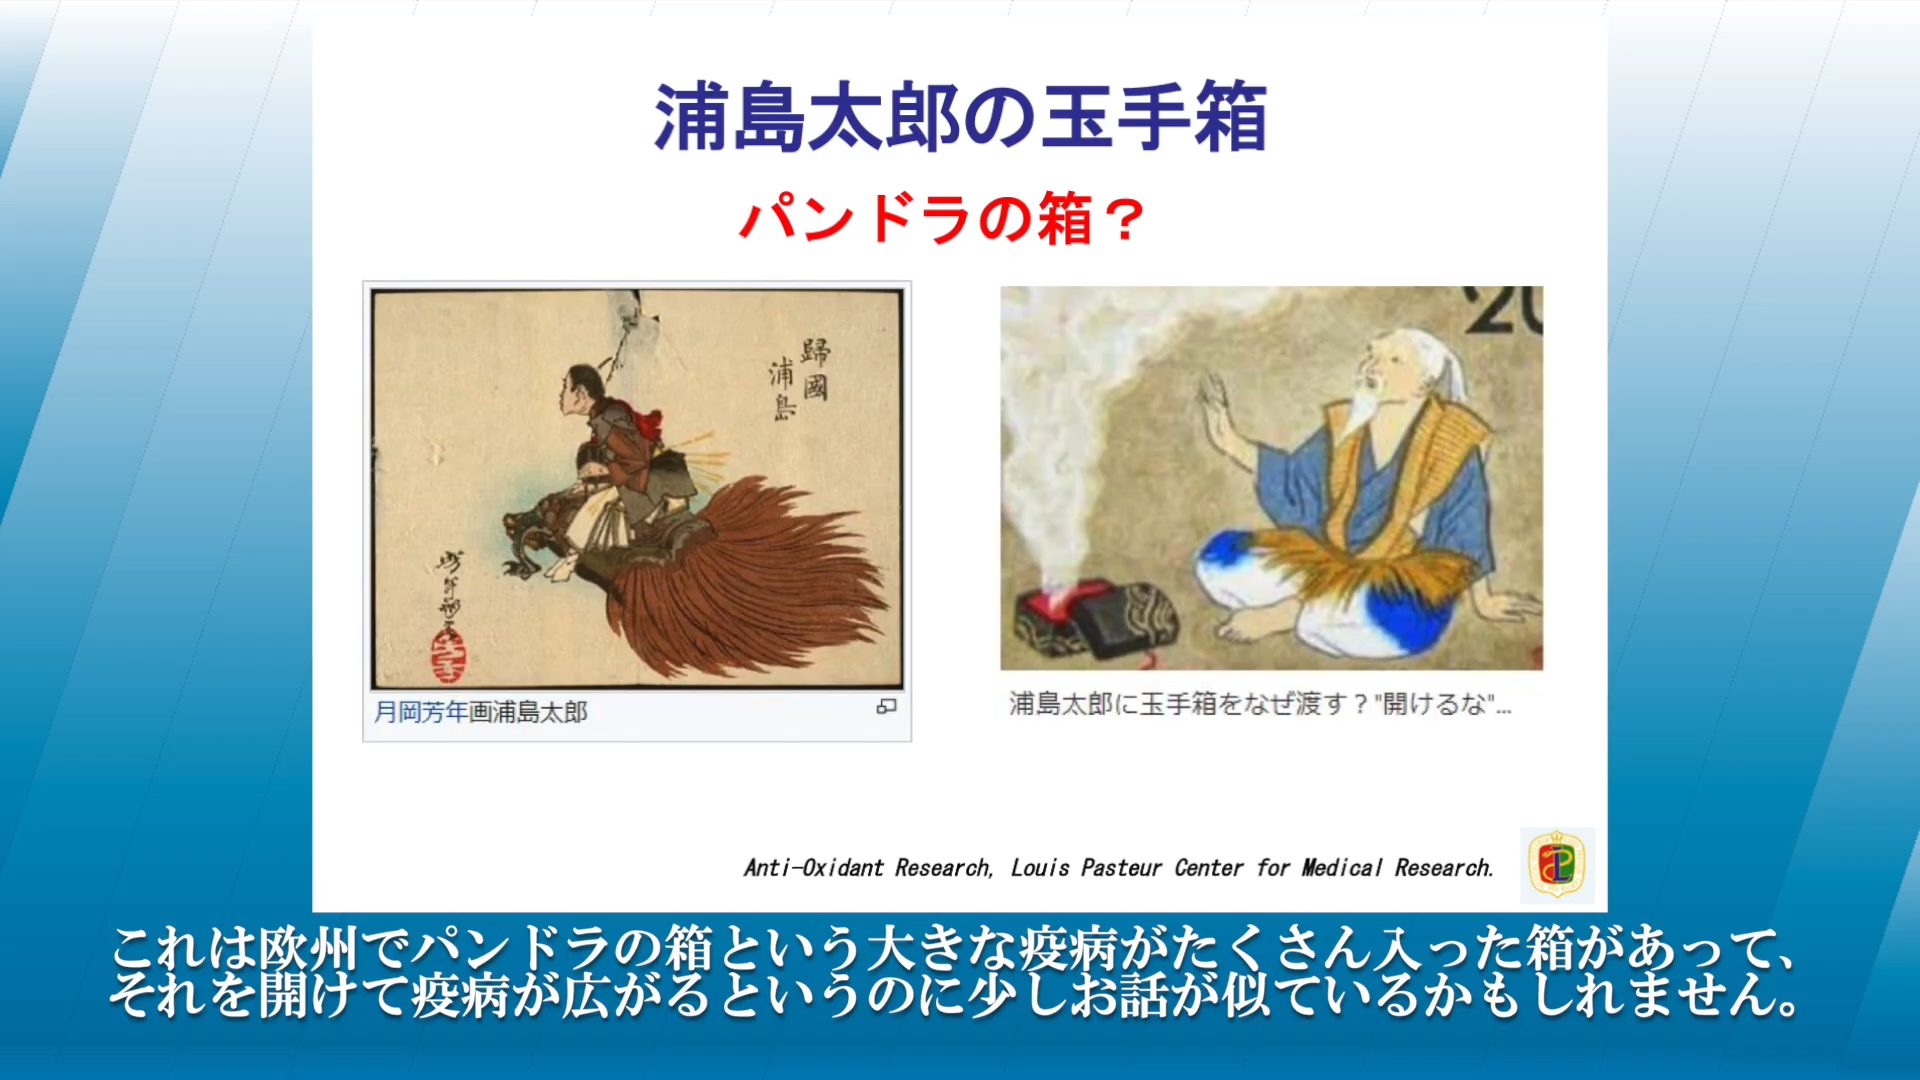 浦島太郎の玉手箱
パンドラの箱？
歸國
浦島
20
月岡芳年画浦島太郎
浦島太郎に玉手箱をなぜ渡す？"開けるな"...
Anti-Oxidant Research, Louis Pasteur Center for Medical Research.
これは欧州でパンドラの箱という大きな疫病がたくさん入った箱があって、
それを開けて疫病が広がるというのに少しお話が似ているかもしれません。